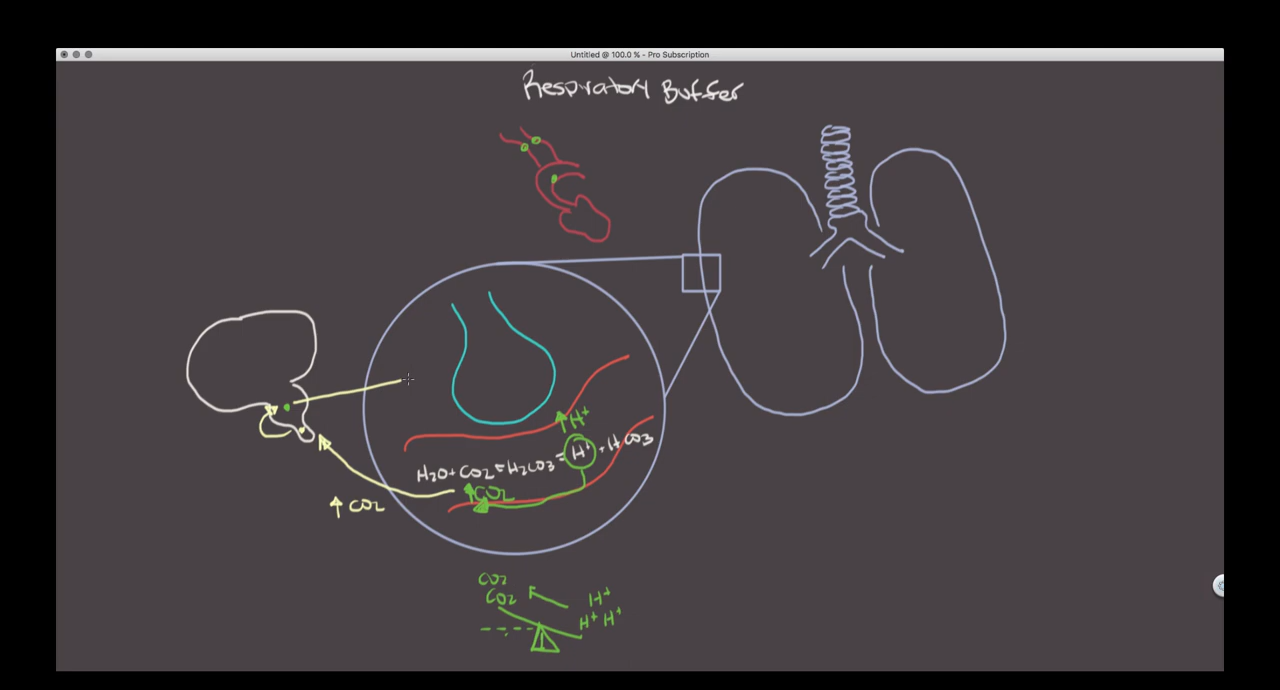 Untitled @ 100.0 % - Pro Subscription
Respiratory Buffer
↑H⁺
H₂O+CO₂=H₂CO₃=H⁺+HCO3
↑CO₂
↑ CO₂
CO₂
CO₂ H⁺
H⁺ H⁺